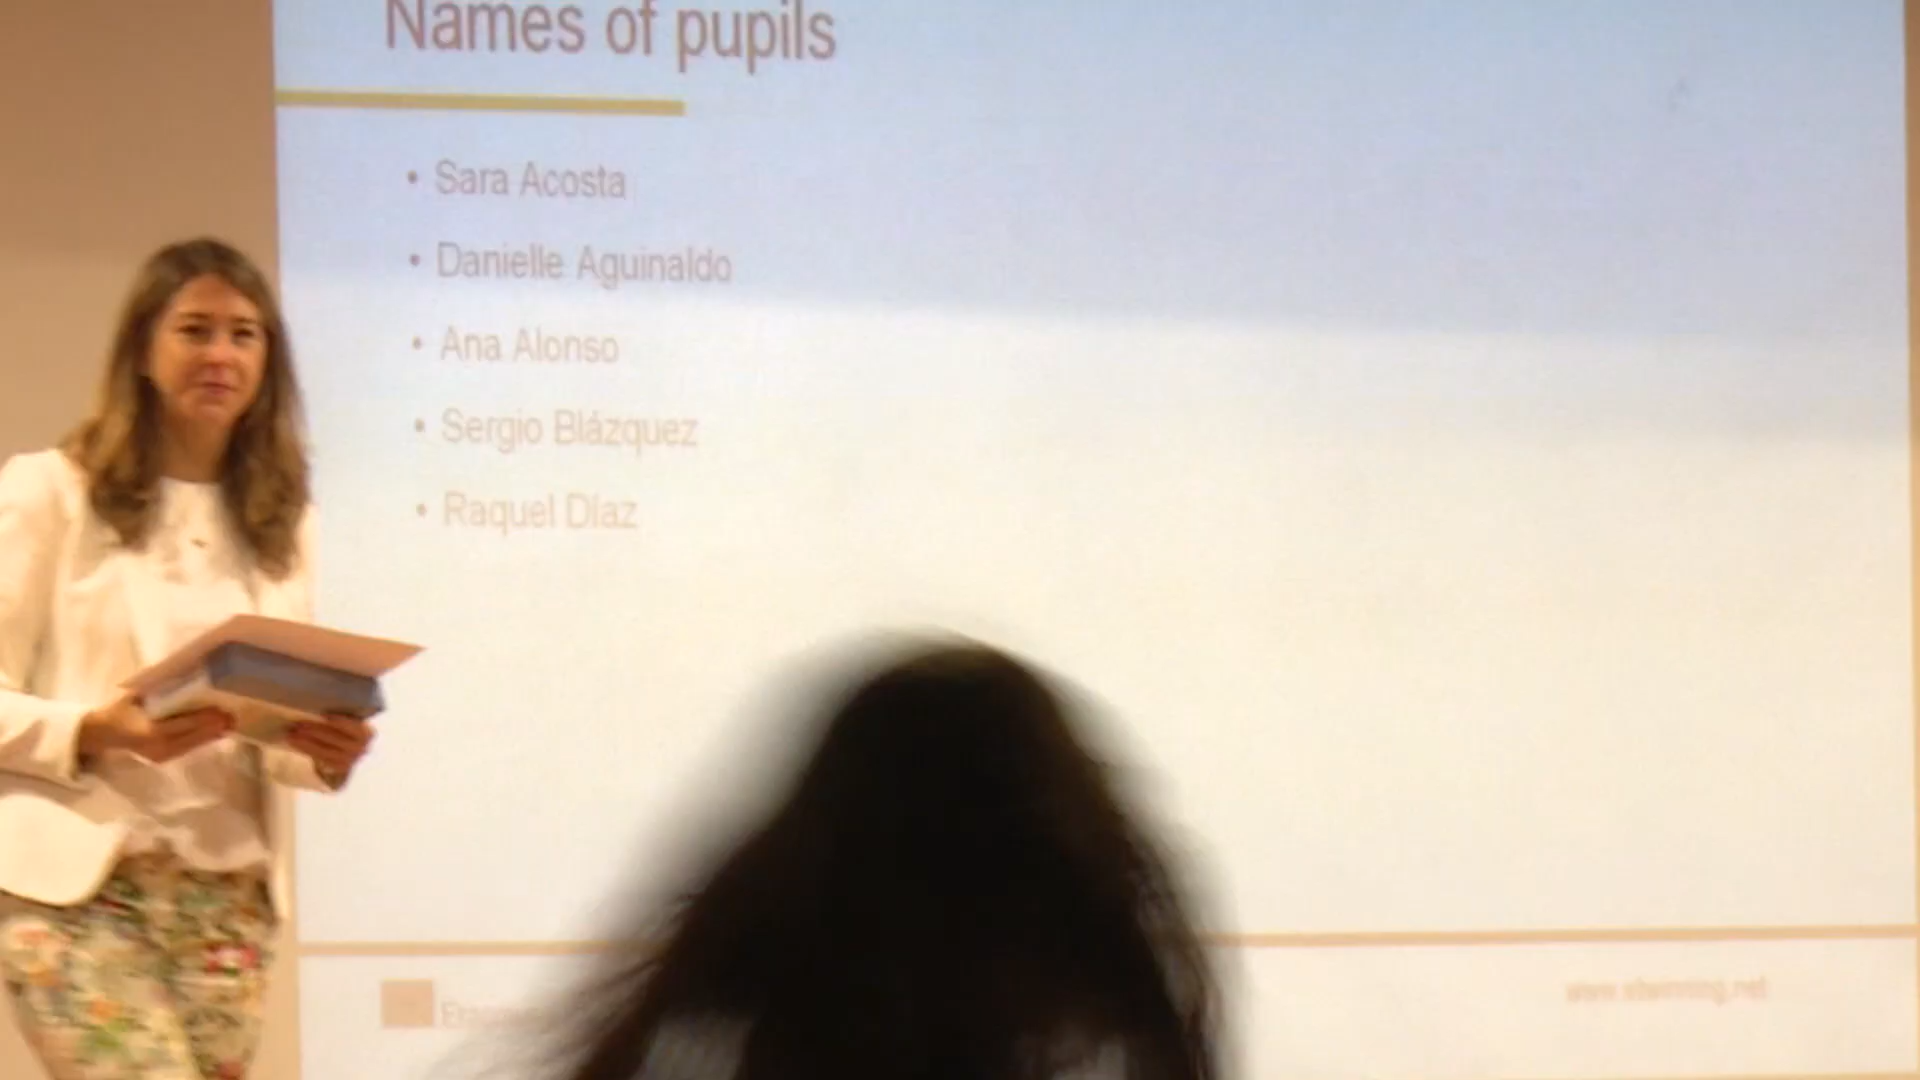 Names of pupils
• Sara Acosta
• Danielle Aguinaldo
• Ana Alonso
• Sergio Blázquez
• Raquel Díaz